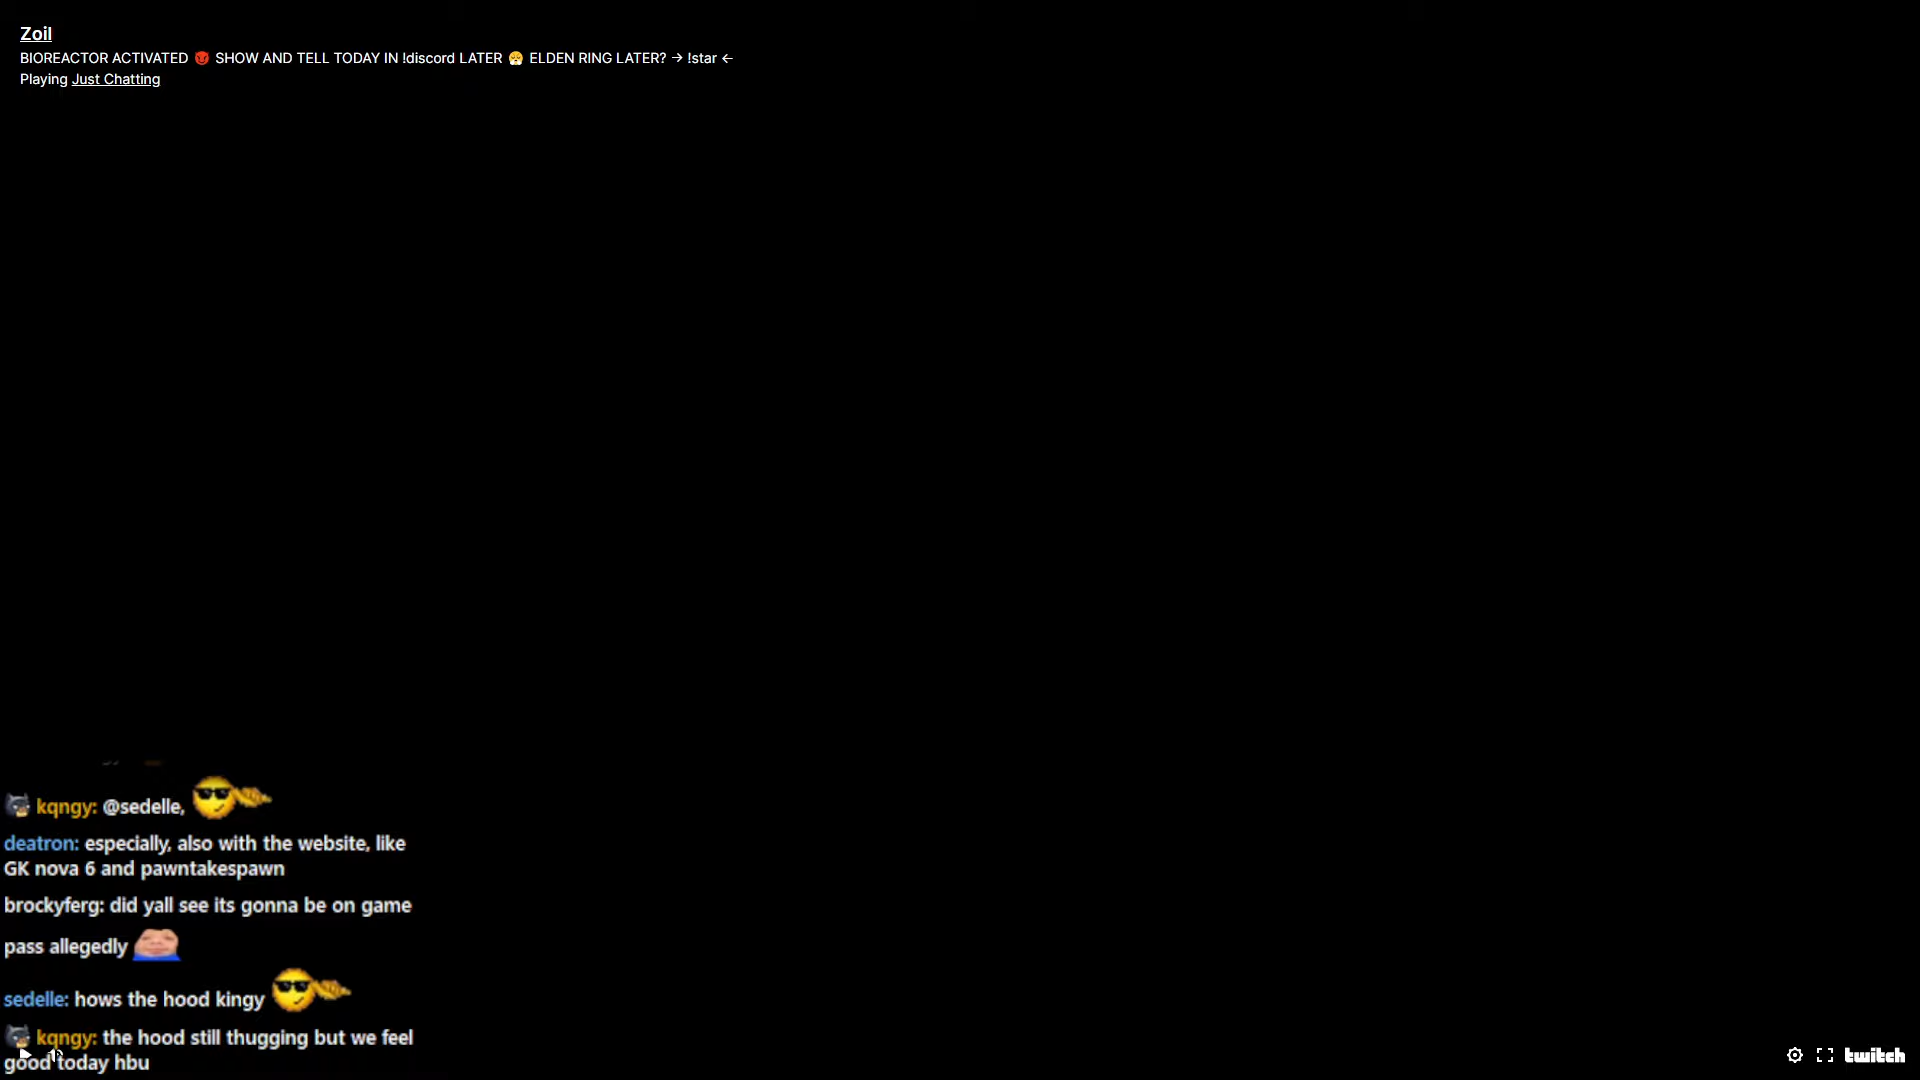 Zoil
BIOREACTOR ACTIVATED 👹 SHOW AND TELL TODAY IN !discord LATER 😤 ELDEN RING LATER? → !star ←
Playing Just Chatting
kqngy: @sedelle,
deatron: especially, also with the website, like
GK nova 6 and pawntakespawn
brockyferg: did yall see its gonna be on game
pass allegedly
sedelle: hows the hood kingy
kqngy: the hood still thugging but we feel
good today hbu
twitch